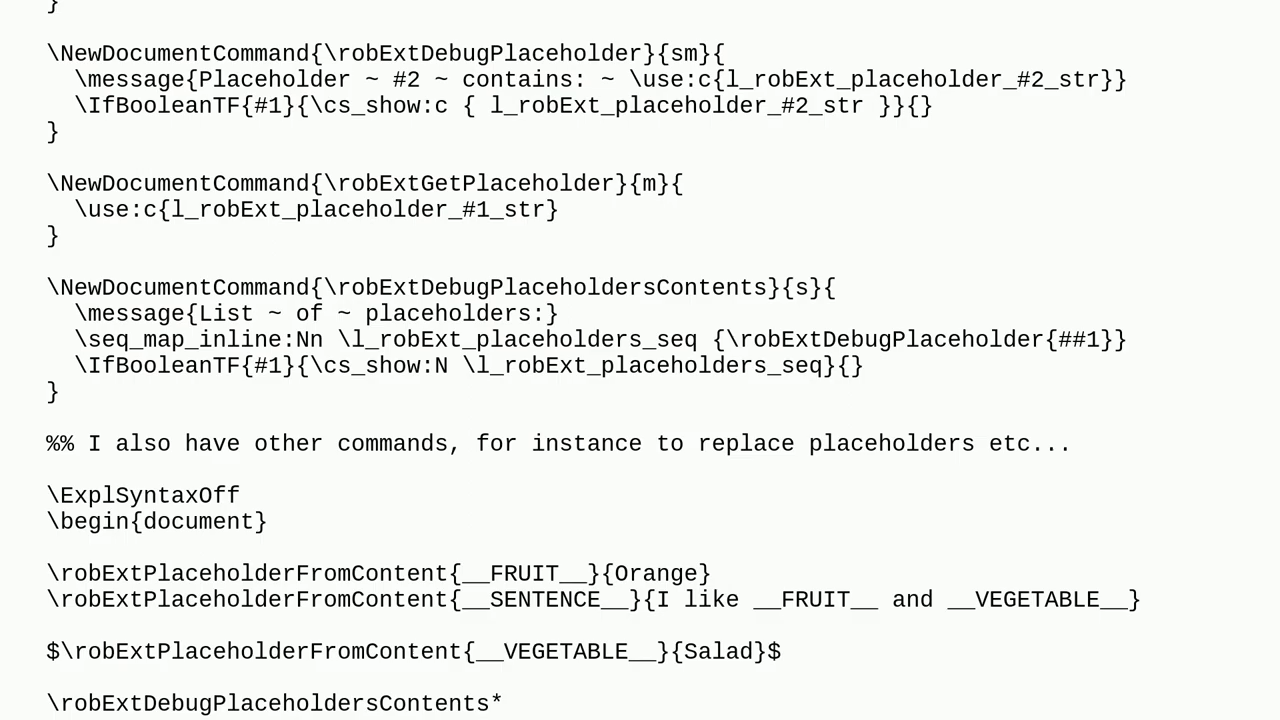 }
\NewDocumentCommand{\robExtDebugPlaceholder}{sm}{
  \message{Placeholder ~ #2 ~ contains: ~ \use:c{l_robExt_placeholder_#2_str}}
  \IfBooleanTF{#1}{\cs_show:c { l_robExt_placeholder_#2_str }}{}
}
\NewDocumentCommand{\robExtGetPlaceholder}{m}{
  \use:c{l_robExt_placeholder_#1_str}
}
\NewDocumentCommand{\robExtDebugPlaceholdersContents}{s}{
  \message{List ~ of ~ placeholders:}
  \seq_map_inline:Nn \l_robExt_placeholders_seq {\robExtDebugPlaceholder{##1}}
  \IfBooleanTF{#1}{\cs_show:N \l_robExt_placeholders_seq}{}
}
%% I also have other commands, for instance to replace placeholders etc...
\ExplSyntaxOff
\begin{document}
\robExtPlaceholderFromContent{__FRUIT__}{Orange}
\robExtPlaceholderFromContent{__SENTENCE__}{I like __FRUIT__ and __VEGETABLE__}
$\robExtPlaceholderFromContent{__VEGETABLE__}{Salad}$
\robExtDebugPlaceholdersContents*